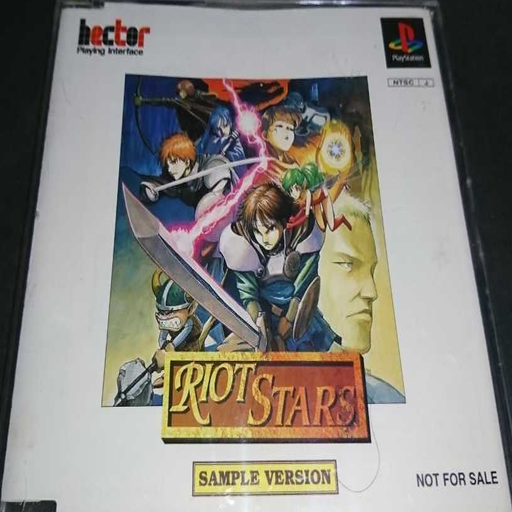 hector
Playing Interface
PlayStation
NTSC J
RIOT STARS
SAMPLE VERSION
NOT FOR SALE